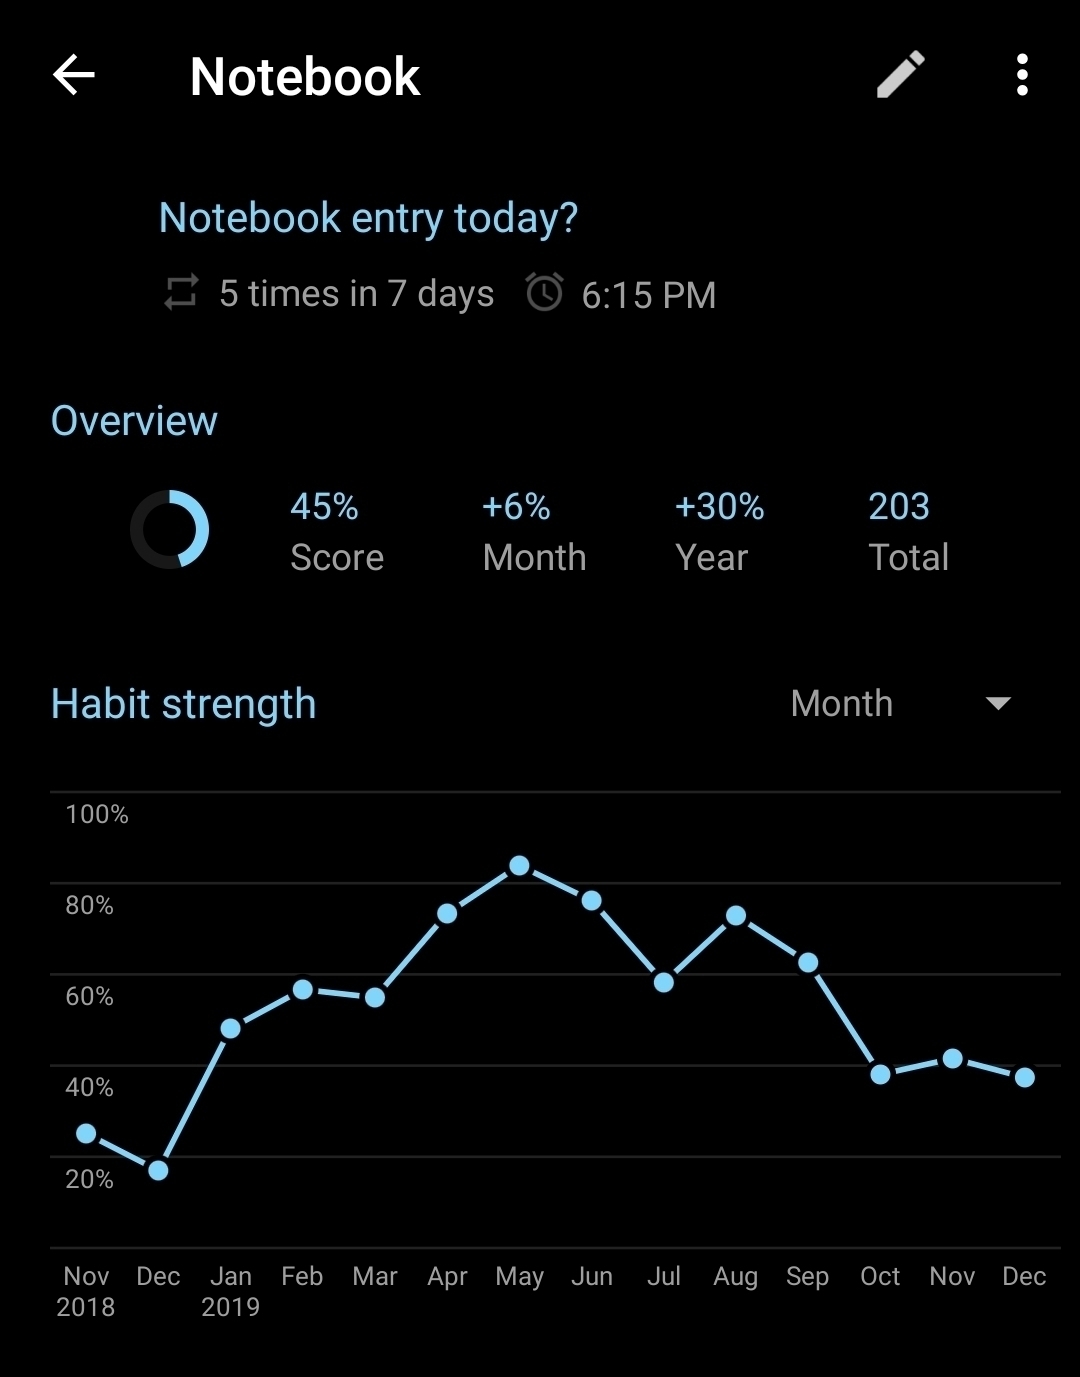 Notebook
Notebook entry today?
5 times in 7 days 6:15 PM
Overview
45% +6% +30% 203
Score Month Year Total
Habit strength Month
100%
80%
60%
40%
20%
Nov Dec Jan Feb Mar Apr May Jun Jul Aug Sep Oct Nov Dec
2018 2019